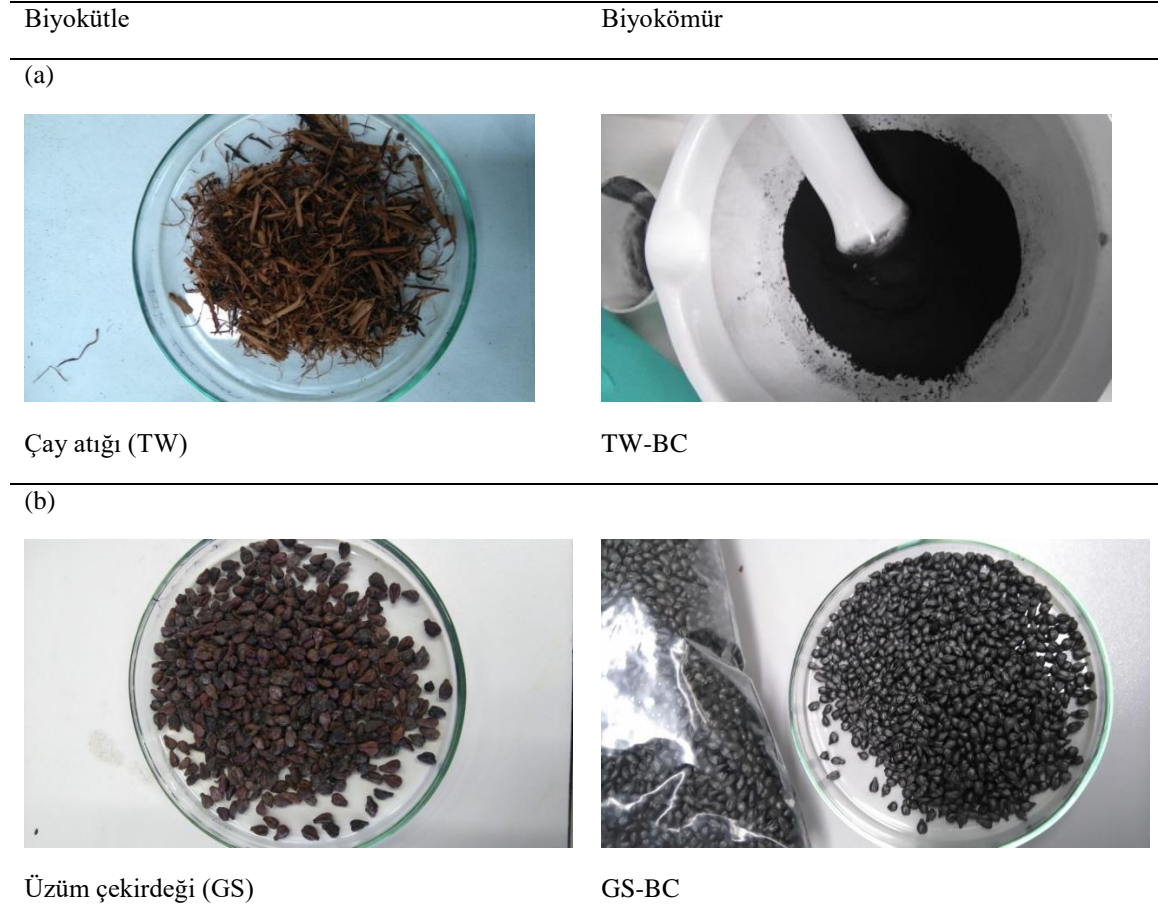 Biyokütle Biyokömür
(a)
Çay atığı (TW) TW-BC
(b)
Üzüm çekirdeği (GS) GS-BC